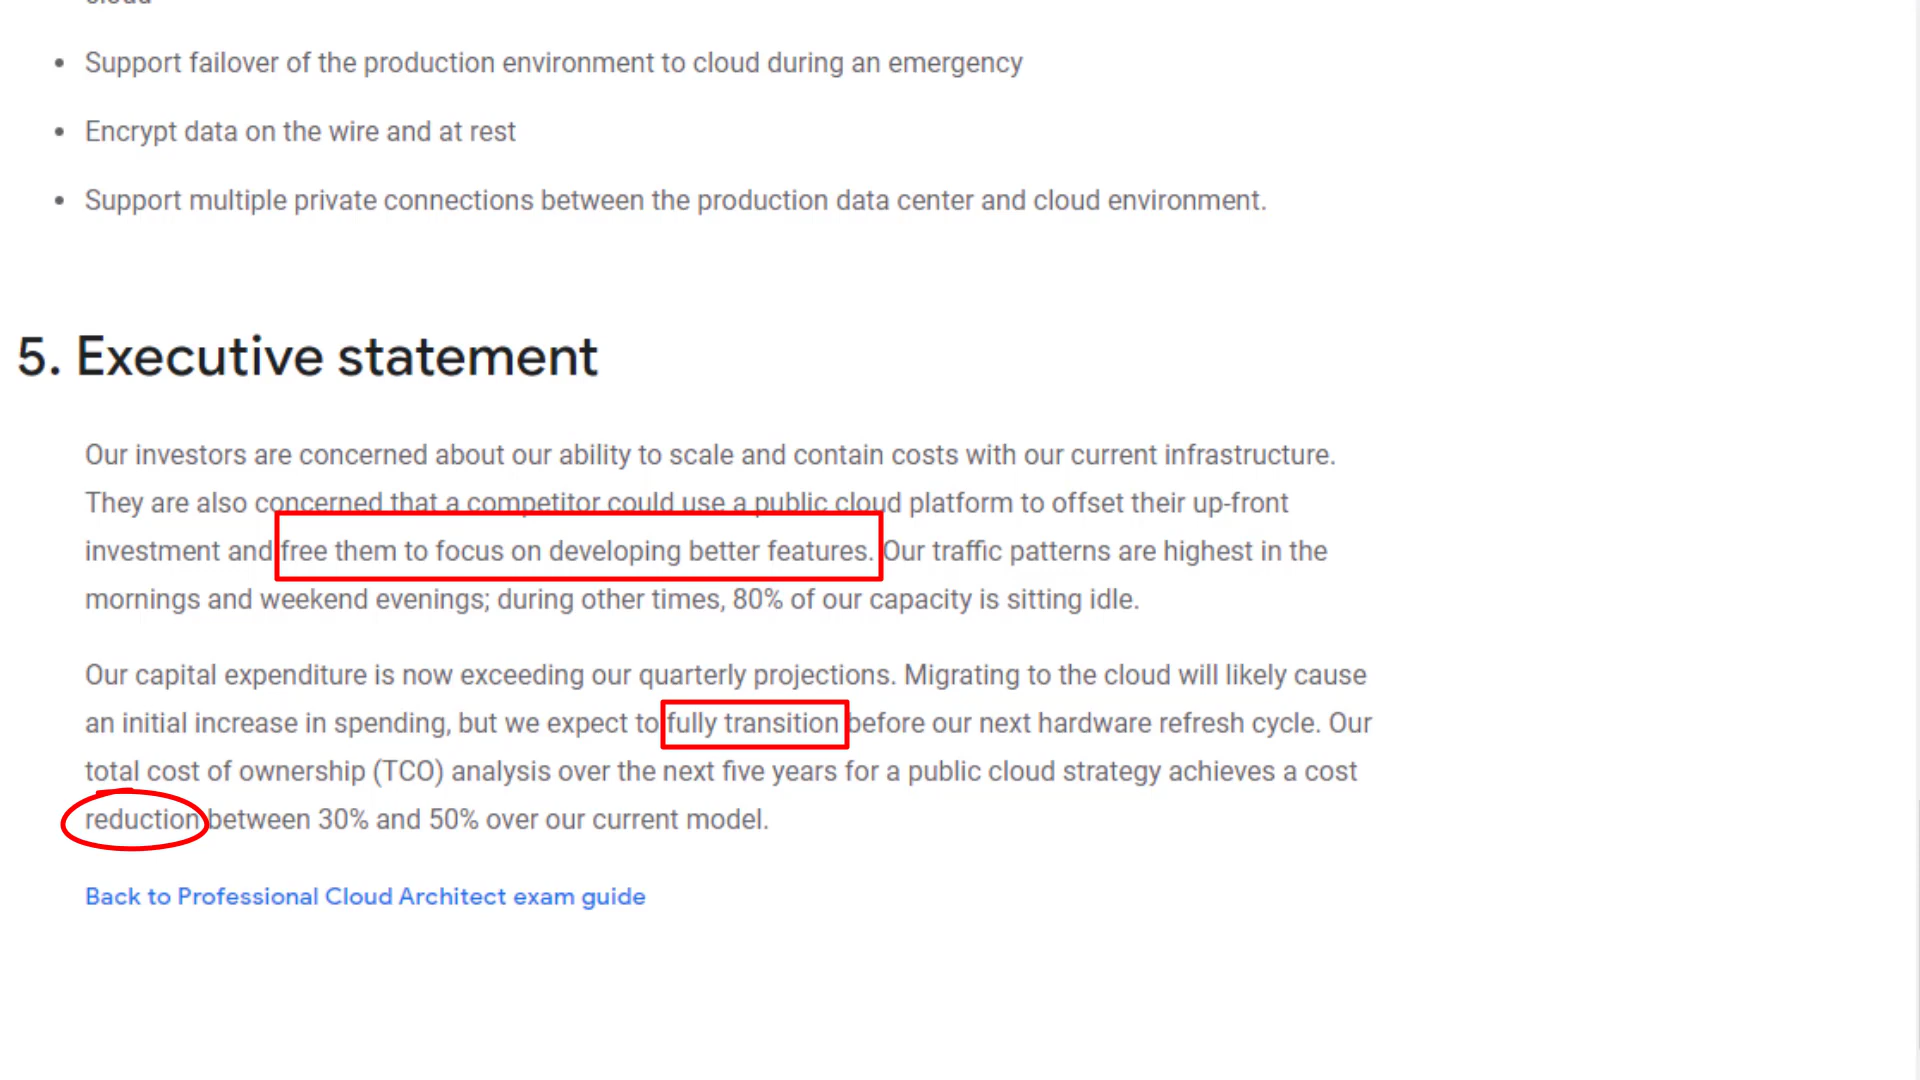 cloud
• Support failover of the production environment to cloud during an emergency
• Encrypt data on the wire and at rest
• Support multiple private connections between the production data center and cloud environment.
5. Executive statement
Our investors are concerned about our ability to scale and contain costs with our current infrastructure.
They are also concerned that a competitor could use a public cloud platform to offset their up-front
investment and free them to focus on developing better features. Our traffic patterns are highest in the
mornings and weekend evenings; during other times, 80% of our capacity is sitting idle.
Our capital expenditure is now exceeding our quarterly projections. Migrating to the cloud will likely cause
an initial increase in spending, but we expect to fully transition before our next hardware refresh cycle. Our
total cost of ownership (TCO) analysis over the next five years for a public cloud strategy achieves a cost
reduction between 30% and 50% over our current model.
Back to Professional Cloud Architect exam guide